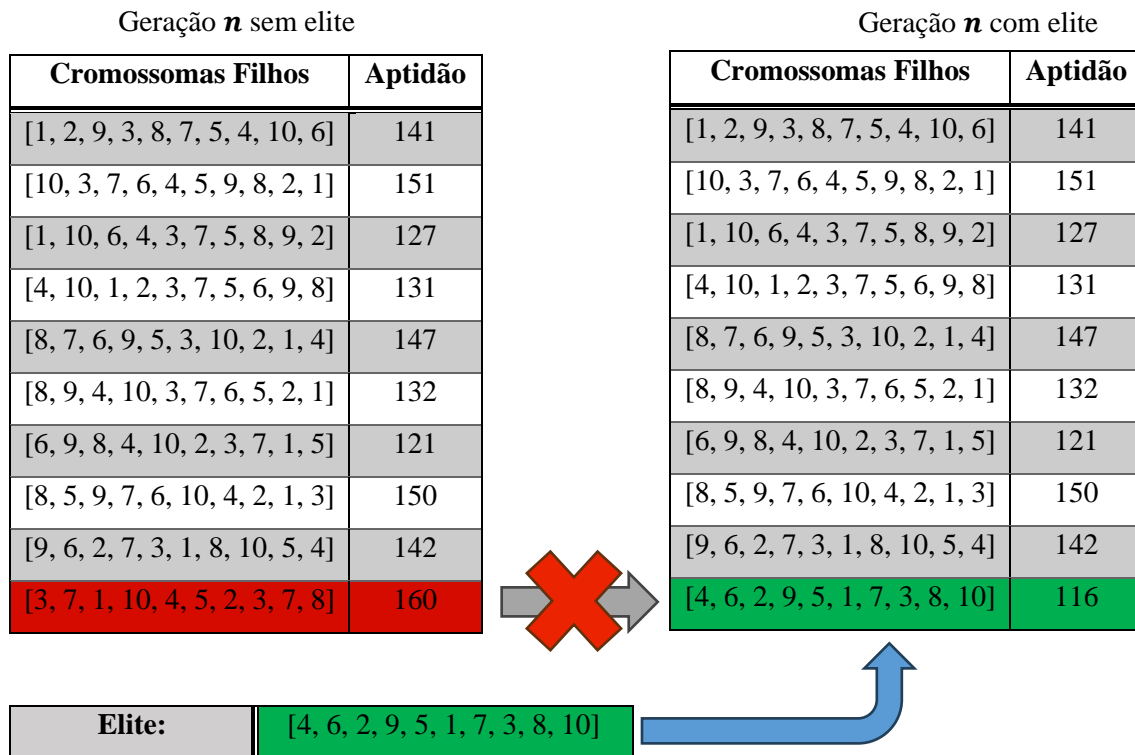 Geração n sem elite
Cromossomas Filhos Aptidão
[1, 2, 9, 3, 8, 7, 5, 4, 10, 6] 141
[10, 3, 7, 6, 4, 5, 9, 8, 2, 1] 151
[1, 10, 6, 4, 3, 7, 5, 8, 9, 2] 127
[4, 10, 1, 2, 3, 7, 5, 6, 9, 8] 131
[8, 7, 6, 9, 5, 3, 10, 2, 1, 4] 147
[8, 9, 4, 10, 3, 7, 6, 5, 2, 1] 132
[6, 9, 8, 4, 10, 2, 3, 7, 1, 5] 121
[8, 5, 9, 7, 6, 10, 4, 2, 1, 3] 150
[9, 6, 2, 7, 3, 1, 8, 10, 5, 4] 142
[3, 7, 1, 10, 4, 5, 2, 3, 7, 8] 160
Geração n com elite
Cromossomas Filhos Aptidão
[1, 2, 9, 3, 8, 7, 5, 4, 10, 6] 141
[10, 3, 7, 6, 4, 5, 9, 8, 2, 1] 151
[1, 10, 6, 4, 3, 7, 5, 8, 9, 2] 127
[4, 10, 1, 2, 3, 7, 5, 6, 9, 8] 131
[8, 7, 6, 9, 5, 3, 10, 2, 1, 4] 147
[8, 9, 4, 10, 3, 7, 6, 5, 2, 1] 132
[6, 9, 8, 4, 10, 2, 3, 7, 1, 5] 121
[8, 5, 9, 7, 6, 10, 4, 2, 1, 3] 150
[9, 6, 2, 7, 3, 1, 8, 10, 5, 4] 142
[4, 6, 2, 9, 5, 1, 7, 3, 8, 10] 116
Elite: [4, 6, 2, 9, 5, 1, 7, 3, 8, 10]